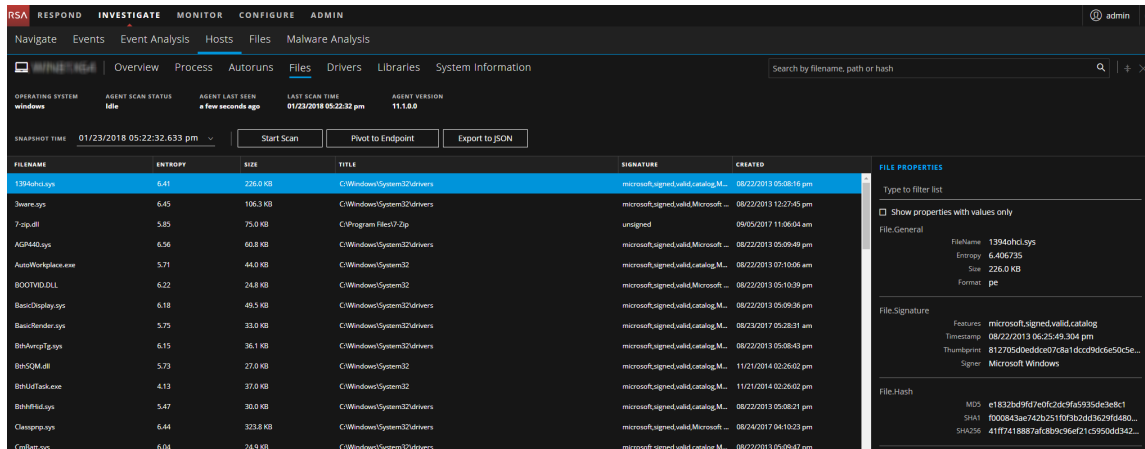 RSA RESPOND INVESTIGATE MONITOR CONFIGURE ADMIN admin
Navigate Events Event Analysis Hosts Files Malware Analysis
Overview Process Autoruns Files Drivers Libraries System Information Search by filename, path or hash
OPERATING SYSTEM AGENT SCAN STATUS AGENT LAST SEEN LAST SCAN TIME AGENT VERSION
windows Idle a few seconds ago 01/23/2018 05:22:32 pm 11.1.0.0
SNAPSHOT TIME 01/23/2018 05:22:32.633 pm Start Scan Pivot to Endpoint Export to JSON
FILENAME ENTROPY SIZE TITLE SIGNATURE CREATED
1394ohci.sys 6.41 226.0 KB C:\Windows\System32\drivers microsoft,signed,valid,catalog,M... 08/22/2013 05:08:16 pm
3ware.sys 6.45 106.3 KB C:\Windows\System32\drivers microsoft,signed,valid,Microsoft ... 08/22/2013 12:27:45 pm
7-zip.dll 5.85 75.0 KB C:\Program Files\7-Zip unsigned 09/05/2017 11:06:04 am
AGP440.sys 6.56 60.8 KB C:\Windows\System32\drivers microsoft,signed,valid,Microsoft ... 08/22/2013 05:09:49 pm
AutoWorkplace.exe 5.71 44.0 KB C:\Windows\System32 microsoft,signed,valid,catalog,M... 08/22/2013 07:10:06 am
BOOTVID.DLL 6.22 24.8 KB C:\Windows\System32 microsoft,signed,valid,Microsoft ... 08/22/2013 05:10:39 pm
BasicDisplay.sys 6.18 49.5 KB C:\Windows\System32\drivers microsoft,signed,valid,catalog,M... 08/22/2013 05:09:36 pm
BasicRender.sys 5.75 33.0 KB C:\Windows\System32\drivers microsoft,signed,valid,catalog,M... 08/23/2017 05:28:31 am
BthAvrcpTg.sys 6.15 36.1 KB C:\Windows\System32\drivers microsoft,signed,valid,catalog,M... 08/22/2013 05:08:43 pm
BthSQM.dll 5.73 27.0 KB C:\Windows\System32 microsoft,signed,valid,catalog,M... 11/21/2014 02:26:02 pm
BthUdTask.exe 4.13 37.0 KB C:\Windows\System32 microsoft,signed,valid,catalog,M... 11/21/2014 02:26:02 pm
BthhfHid.sys 5.47 30.0 KB C:\Windows\System32\drivers microsoft,signed,valid,catalog,M... 08/22/2013 05:08:21 pm
Classpnp.sys 6.44 323.8 KB C:\Windows\System32\drivers microsoft,signed,valid,catalog,M... 08/24/2017 04:10:23 pm
CmBatt.sys 6.04 24.9 KB C:\Windows\System32\drivers microsoft,signed,valid,catalog,M... 08/22/2013 05:09:47 pm
FILE PROPERTIES
Type to filter list
Show properties with values only
File.General
FileName 1394ohci.sys
Entropy 6.406735
Size 226.0 KB
Format pe
File.Signature
Features microsoft,signed,valid,catalog
Timestamp 08/22/2013 06:25:49.304 pm
Thumbprint 812705d0eddce07c8a1dccd9dc6e50c5e...
Signer Microsoft Windows
File.Hash
MD5 e1832bd9fd7e0fc2dc9fa5935de3e8c1
SHA1 f000843ae742b251f0f3b2dd3629fd480...
SHA256 41ff7418887afc8b9c96ef21c5950dd342...